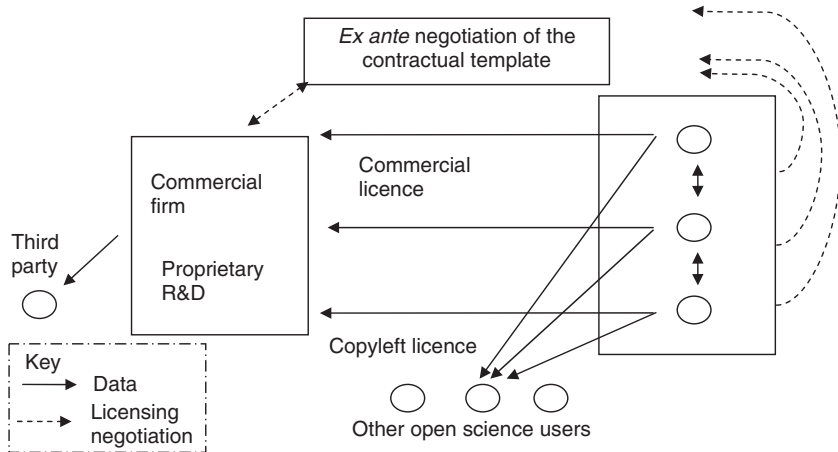 Ex ante negotiation of the
contractual template
Commercial
licence
Commercial
firm
Third
party
Proprietary
R&D
Copyleft licence
Key
Data
Licensing
negotiation
Other open science users